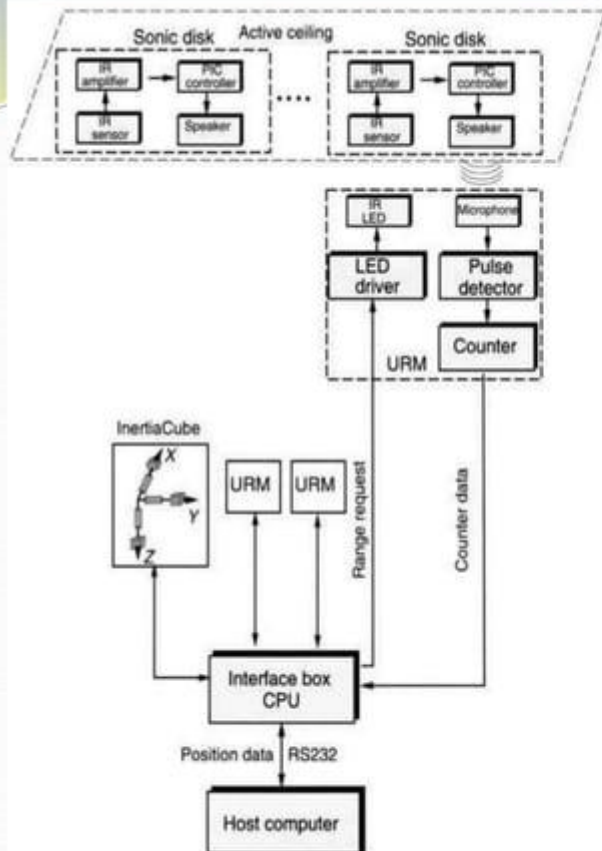 Active ceiling
Sonic disk
Sonic disk
IR
amplifier
PIC
controller
IR
sensor
Speaker
IR
amplifier
PIC
controller
IR
sensor
Speaker
IR
LED
Microphone
LED
driver
Pulse
detector
Counter
URM
InertiaCube
X
Y
Z
URM
URM
Range request
Counter data
Interface box
CPU
Position data
RS232
Host computer